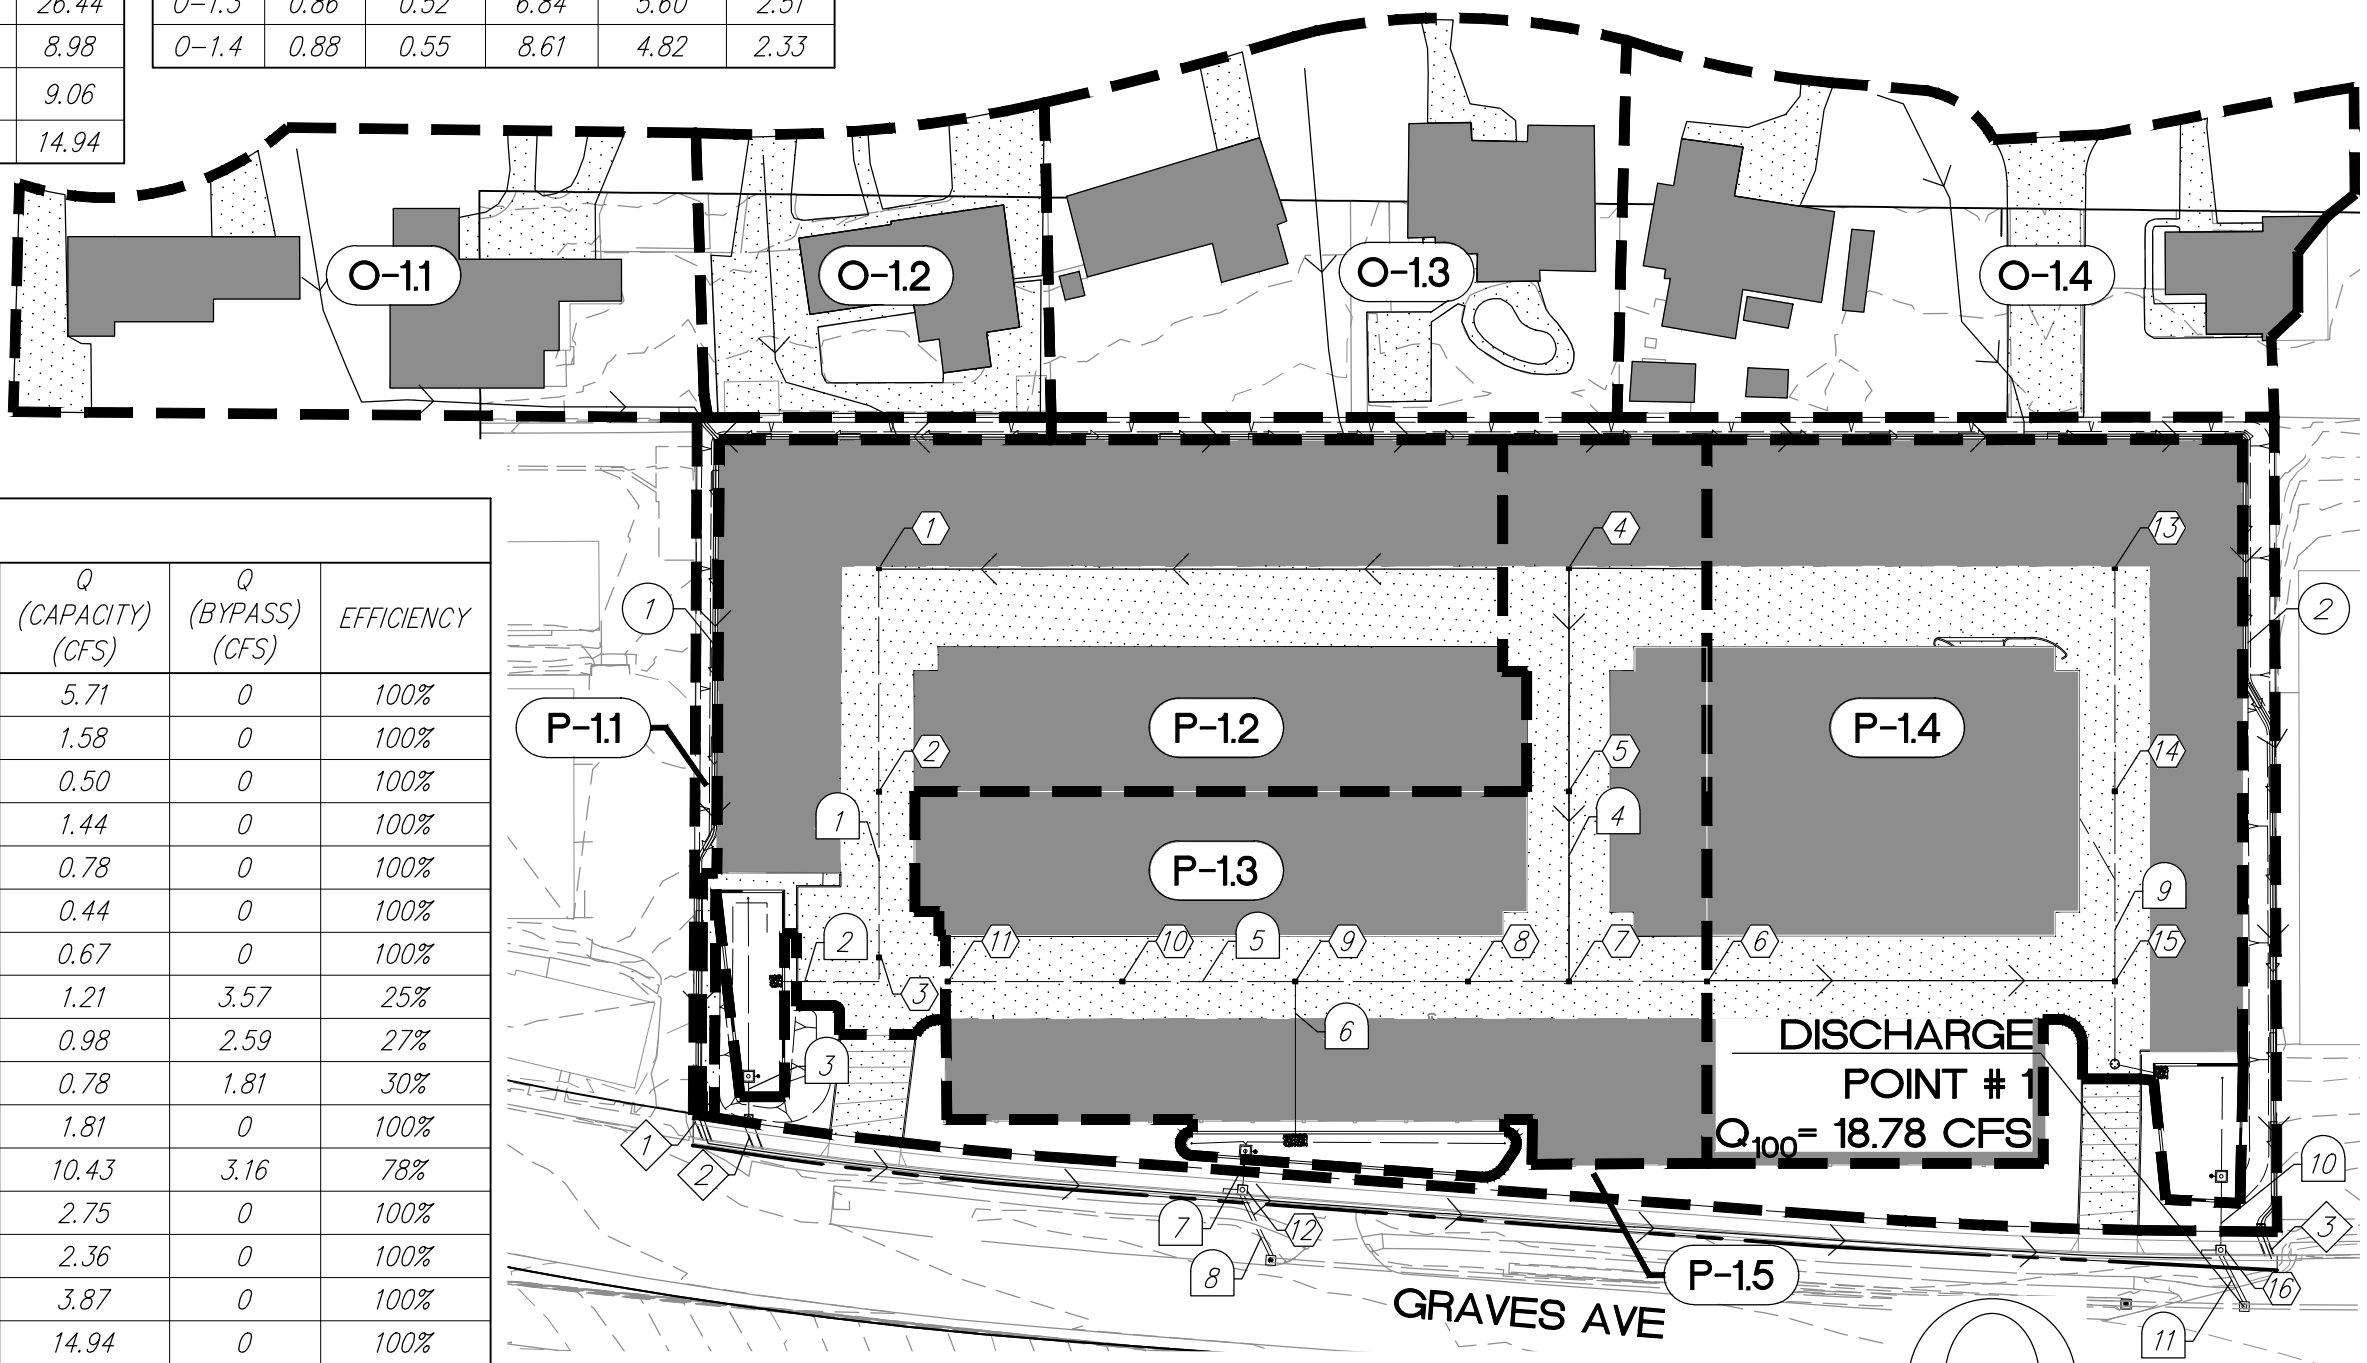 26.44
8.98
9.06
14.94
O-1.3 0.86 0.52 6.84 5.60 2.51
O-1.4 0.88 0.55 8.61 4.82 2.33
O-1.1
O-1.2
O-1.3
O-1.4
Q (CAPACITY) (CFS) Q (BYPASS) (CFS) EFFICIENCY
5.71 0 100%
1.58 0 100%
0.50 0 100%
1.44 0 100%
0.78 0 100%
0.44 0 100%
0.67 0 100%
1.21 3.57 25%
0.98 2.59 27%
0.78 1.81 30%
1.81 0 100%
10.43 3.16 78%
2.75 0 100%
2.36 0 100%
3.87 0 100%
14.94 0 100%
1
4
13
1
2
P-1.1
P-1.2
P-1.4
2
5
14
1
4
P-1.3
9
2
11
10
5
9
8
7
6
15
3
6
3
DISCHARGE
POINT # 1
Q100= 18.78 CFS
1
2
7
12
8
P-1.5
10
3
16
11
GRAVES AVE